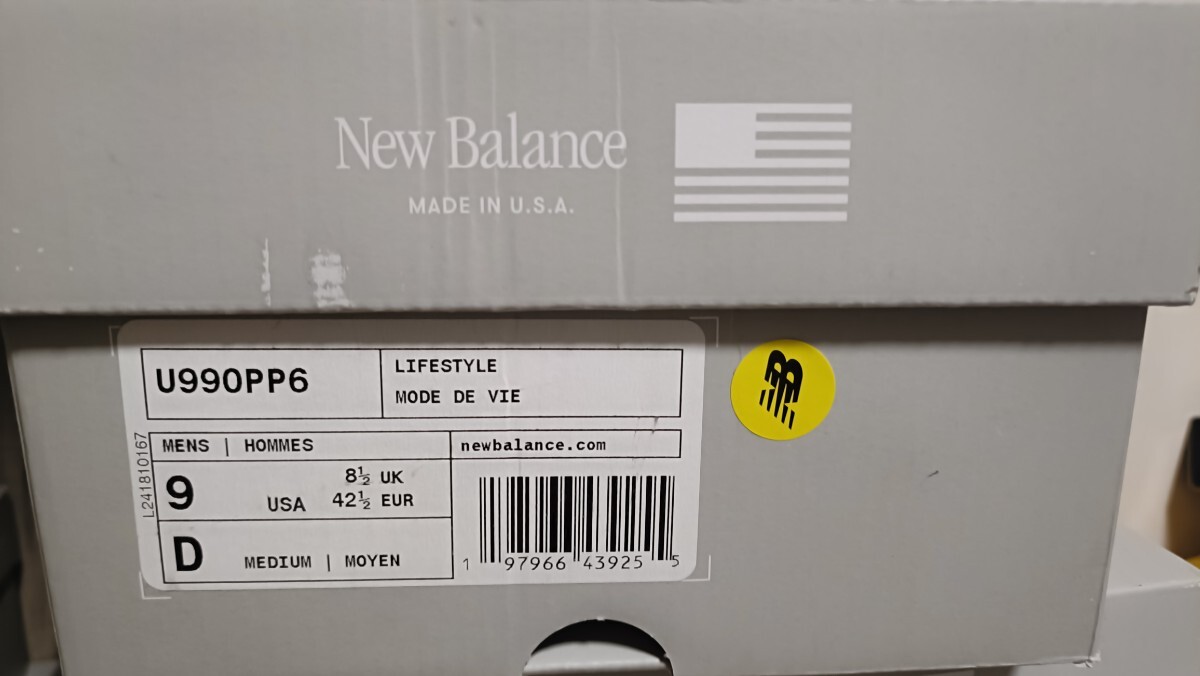 New Balance
MADE IN U.S.A.
U990PP6
LIFESTYLE
MODE DE VIE
MENS | HOMMES
newbalance.com
9 USA
8½ UK
42½ EUR
D MEDIUM | MOYEN
L241810167
1 97966 43925 5